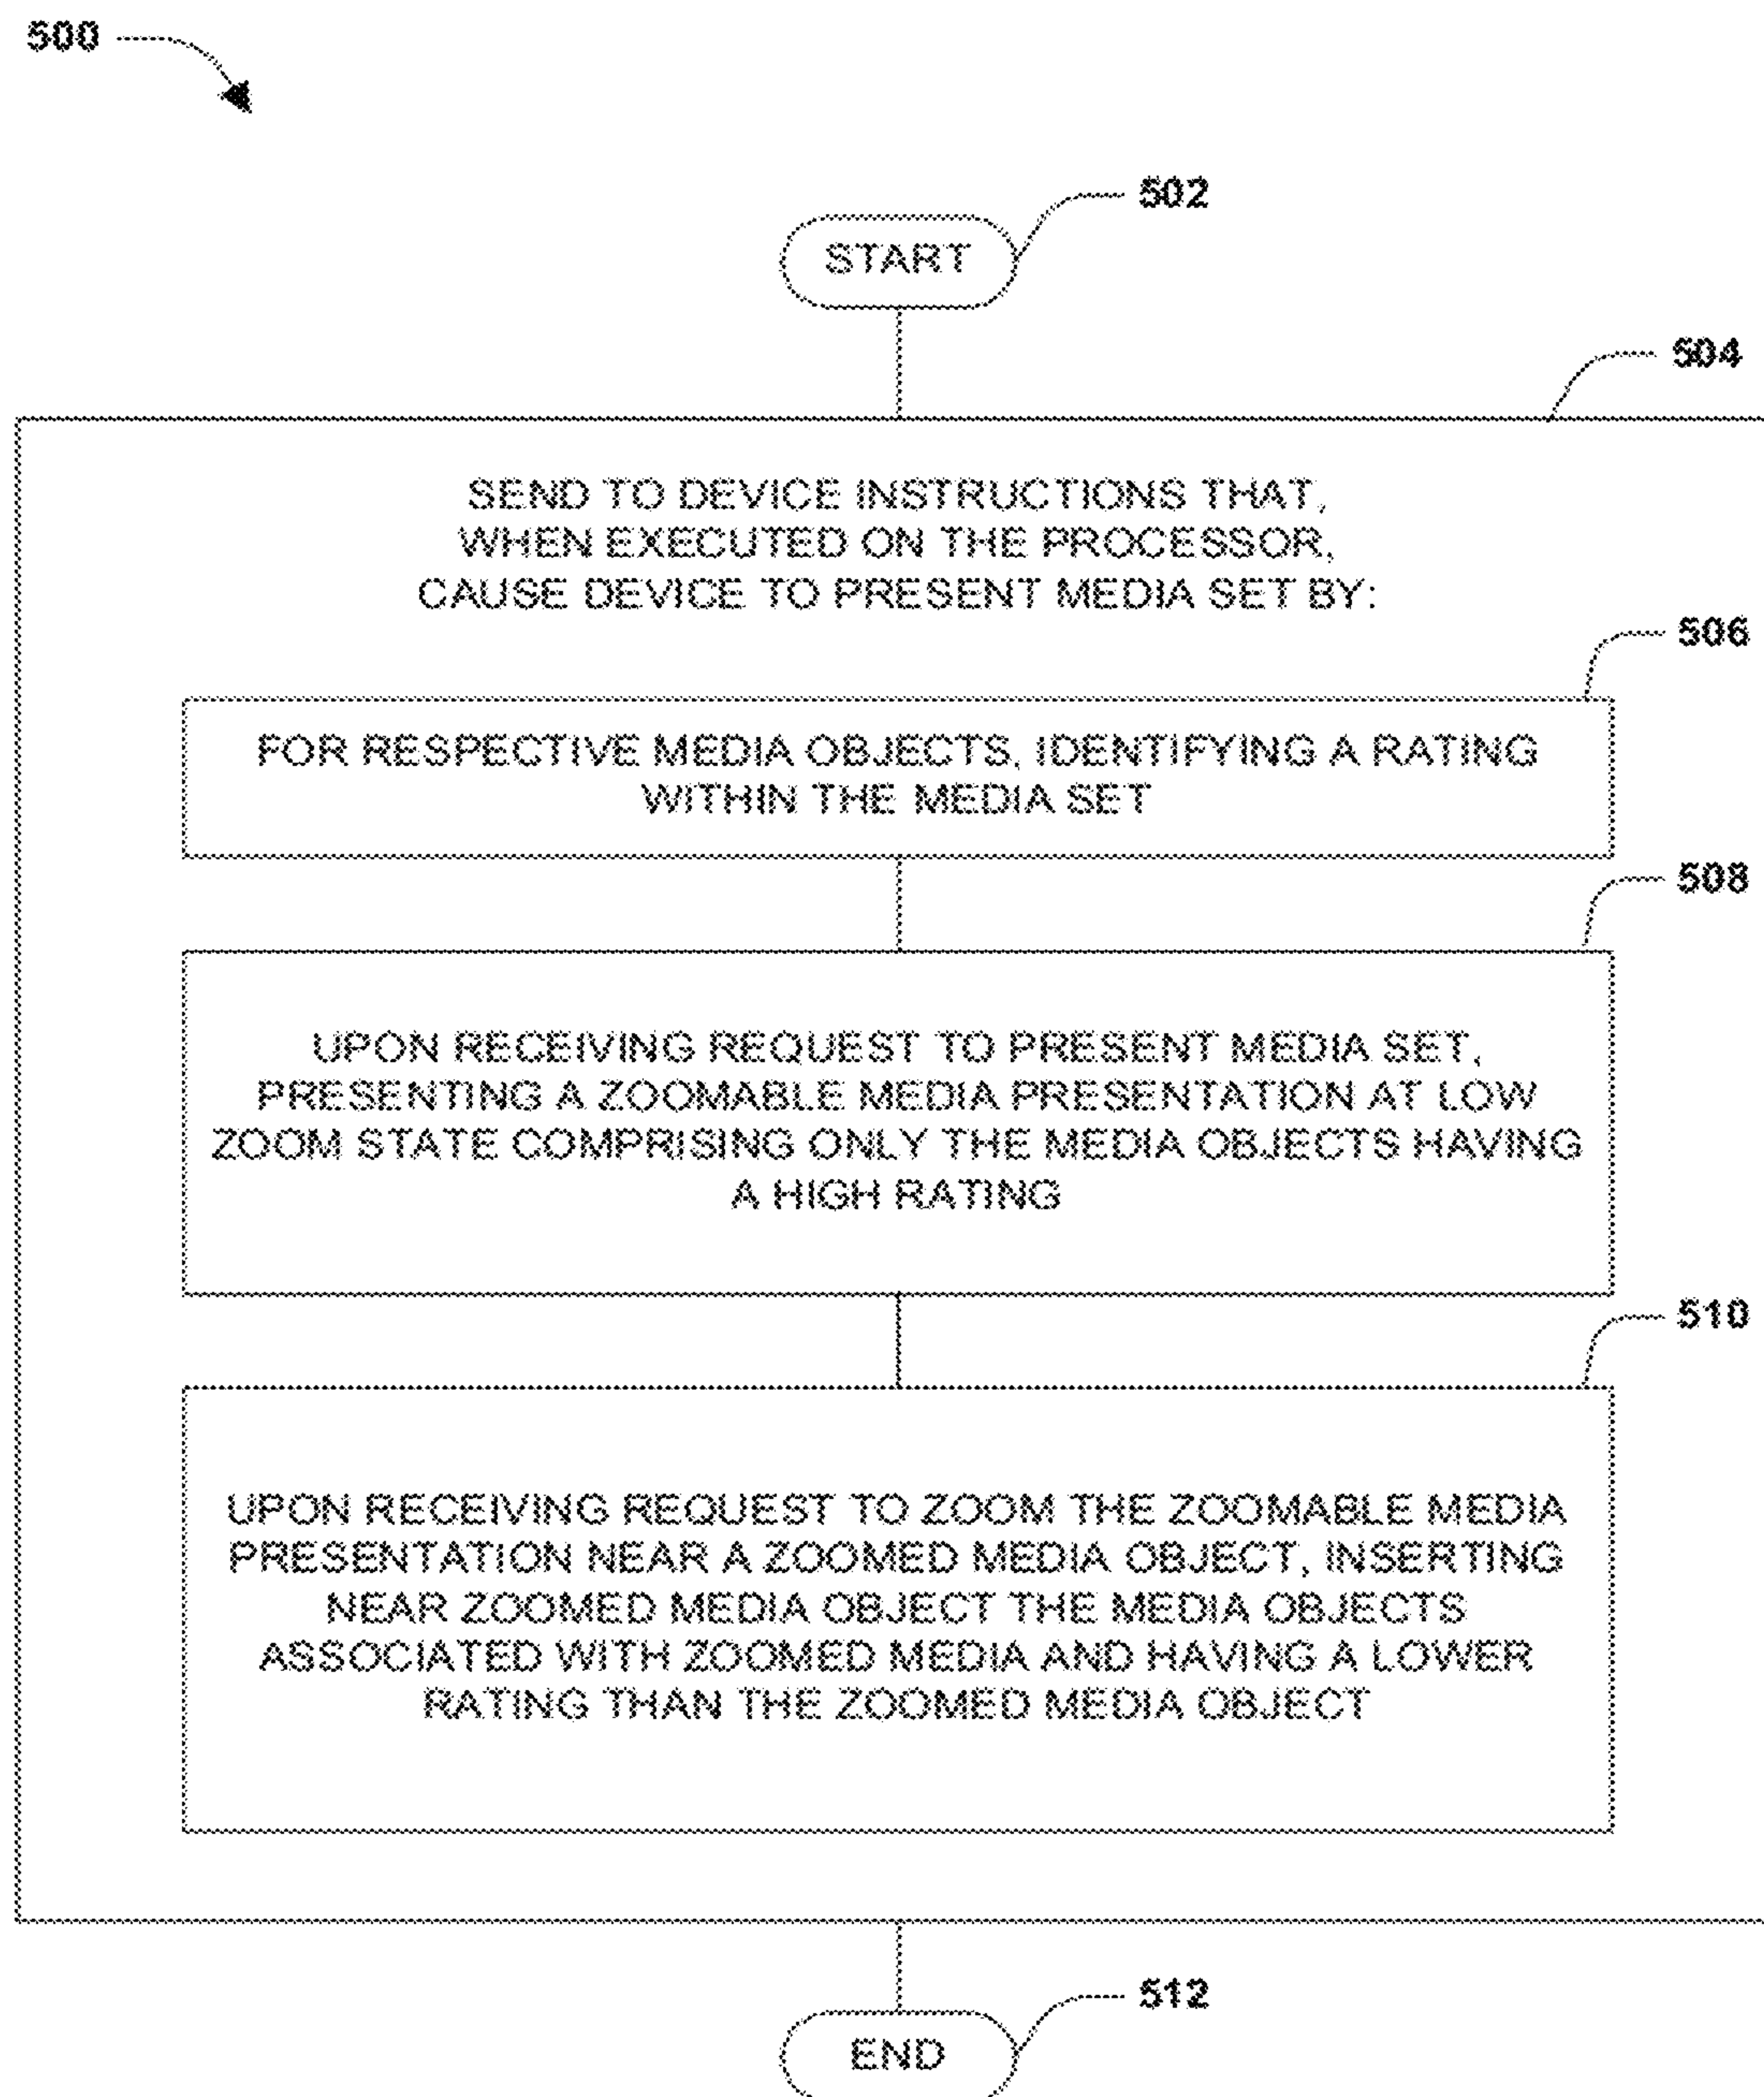 500
502
START
504
SEND TO DEVICE INSTRUCTIONS THAT,
WHEN EXECUTED ON THE PROCESSOR,
CAUSE DEVICE TO PRESENT MEDIA SET BY:
506
FOR RESPECTIVE MEDIA OBJECTS, IDENTIFYING A RATING
WITHIN THE MEDIA SET
508
UPON RECEIVING REQUEST TO PRESENT MEDIA SET,
PRESENTING A ZOOMABLE MEDIA PRESENTATION AT LOW
ZOOM STATE COMPRISING ONLY THE MEDIA OBJECTS HAVING
A HIGH RATING
510
UPON RECEIVING REQUEST TO ZOOM THE ZOOMABLE MEDIA
PRESENTATION NEAR A ZOOMED MEDIA OBJECT, INSERTING
NEAR ZOOMED MEDIA OBJECT THE MEDIA OBJECTS
ASSOCIATED WITH ZOOMED MEDIA AND HAVING A LOWER
RATING THAN THE ZOOMED MEDIA OBJECT
512
END